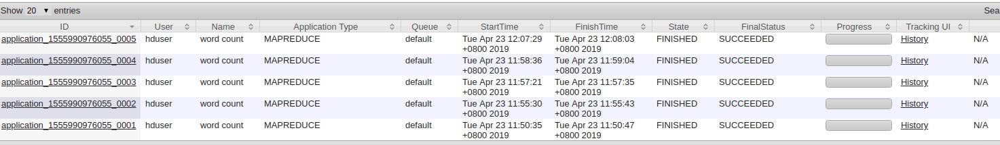 Show 20 entries Sea
ID User Name Application Type Queue StartTime FinishTime State FinalStatus Progress Tracking UI
application_1555990976055_0005 hduser word count MAPREDUCE default Tue Apr 23 12:07:29 Tue Apr 23 12:08:03 FINISHED SUCCEEDED History N/A
+0800 2019 +0800 2019
application_1555990976055_0004 hduser word count MAPREDUCE default Tue Apr 23 11:58:36 Tue Apr 23 11:59:04 FINISHED SUCCEEDED History N/A
+0800 2019 +0800 2019
application_1555990976055_0003 hduser word count MAPREDUCE default Tue Apr 23 11:57:21 Tue Apr 23 11:57:35 FINISHED SUCCEEDED History N/A
+0800 2019 +0800 2019
application_1555990976055_0002 hduser word count MAPREDUCE default Tue Apr 23 11:55:30 Tue Apr 23 11:55:43 FINISHED SUCCEEDED History N/A
+0800 2019 +0800 2019
application_1555990976055_0001 hduser word count MAPREDUCE default Tue Apr 23 11:50:35 Tue Apr 23 11:50:47 FINISHED SUCCEEDED History N/A
+0800 2019 +0800 2019